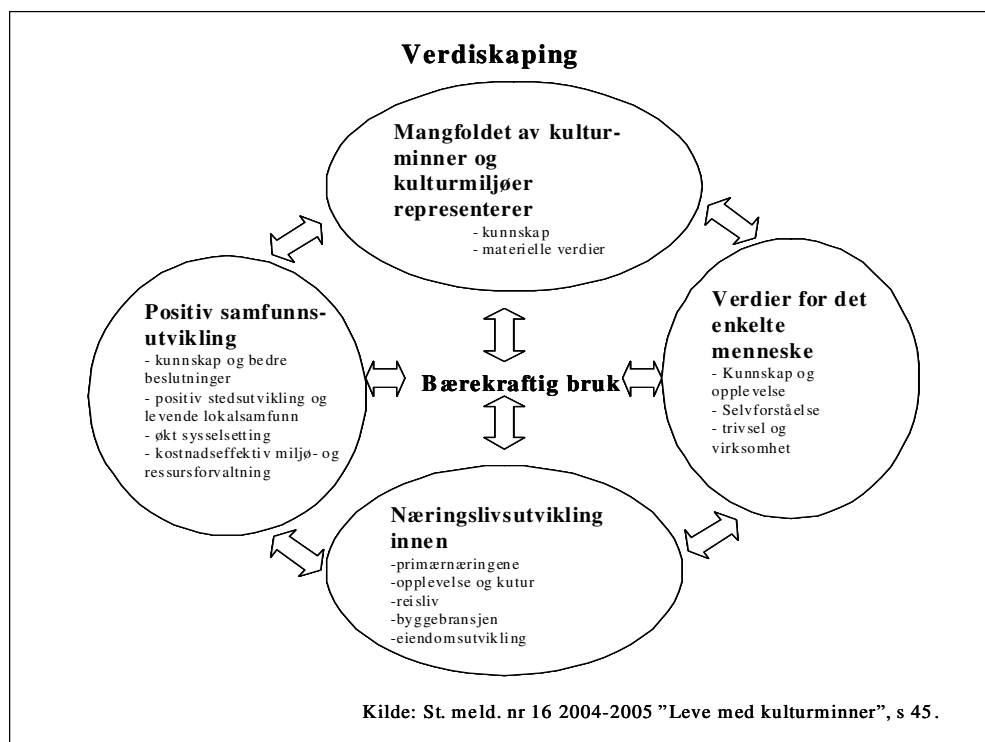 Verdiskaping
Mangfoldet av kultur-
minner og
kulturmiljøer
representerer
- kunnskap
- materielle verdier
Positiv samfunns-
utvikling
- kunnskap og bedre
beslutninger
- positiv stedsutvikling og
levende lokalsamfunn
- økt sysselsetting
- kostnadseffektiv miljø- og
ressursforvaltning
Bærekraftig bruk
Verdier for det
enkelte
menneske
- Kunnskap og
opplevelse
- Selvforståelse
- trivsel og
virksomhet
Næringslivsutvikling
innen
-primærnæringene
-opplevelse og kutur
-reisliv
-byggebransjen
-eiendomsutvikling
Kilde: St. meld. nr 16 2004-2005 ”Leve med kulturminner”, s 45.